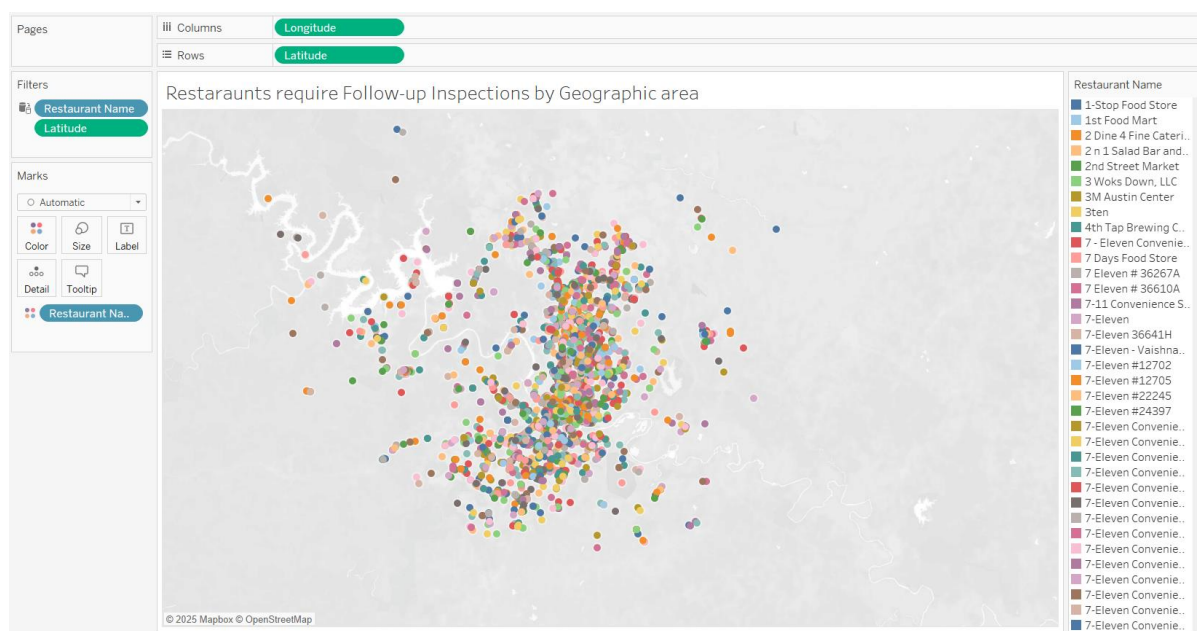 Pages
Columns
Longitude
Rows
Latitude
Filters
Restaurant Name
Latitude
Marks
Automatic
Color
Size
Label
Detail
Tooltip
Restaurant Na..
Restaraunts require Follow-up Inspections by Geographic area
© 2025 Mapbox © OpenStreetMap
Restaurant Name
1-Stop Food Store
1st Food Mart
2 Dine 4 Fine Cateri..
2 n 1 Salad Bar and..
2nd Street Market
3 Woks Down, LLC
3M Austin Center
3ten
4th Tap Brewing C..
7 - Eleven Convenie..
7 Days Food Store
7 Eleven # 36267A
7 Eleven # 36610A
7-11 Convenience S..
7-Eleven
7-Eleven 36641H
7-Eleven - Vaishna..
7-Eleven #12702
7-Eleven #12705
7-Eleven #22245
7-Eleven #24397
7-Eleven Convenie..
7-Eleven Convenie..
7-Eleven Convenie..
7-Eleven Convenie..
7-Eleven Convenie..
7-Eleven Convenie..
7-Eleven Convenie..
7-Eleven Convenie..
7-Eleven Convenie..
7-Eleven Convenie..
7-Eleven Convenie..
7-Eleven Convenie..
7-Eleven Convenie..
7-Eleven Convenie..